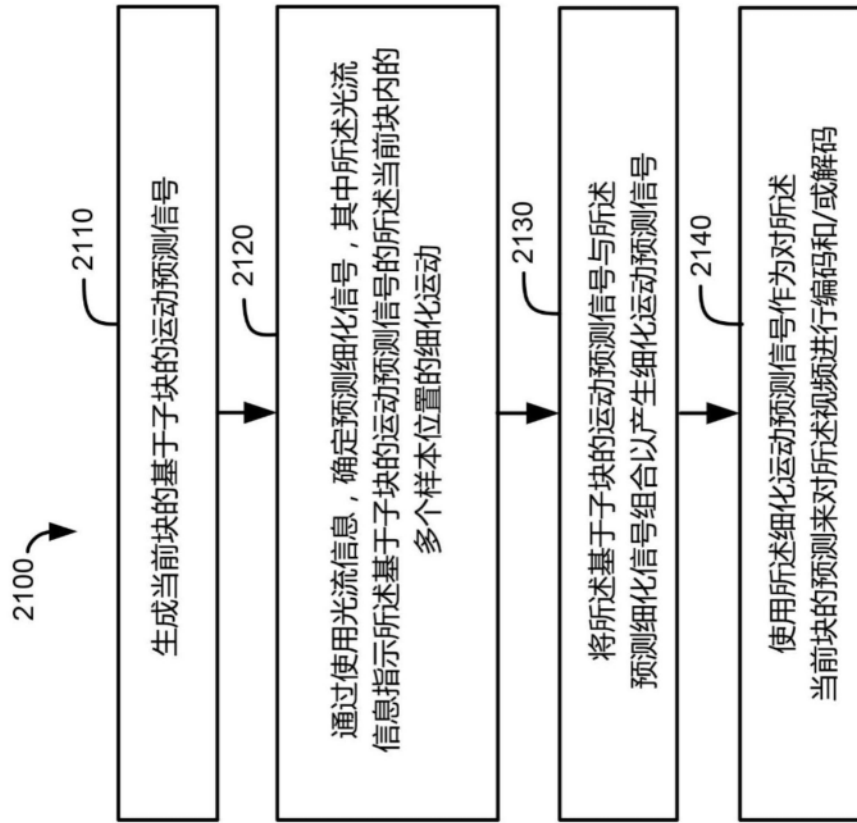 2100
2110
生成当前块的基于子块的运动预测信号
2120
通过使用光流信息，确定预测细化信号，其中所述光流
信息指示所述基于子块的运动预测信号的所述当前块内的
多个样本位置的细化运动
2130
将所述基于子块的运动预测信号与所述
预测细化信号组合以产生细化运动预测信号
2140
使用所述细化运动预测信号作为对所述
当前块的预测来对所述视频进行编码和/或解码